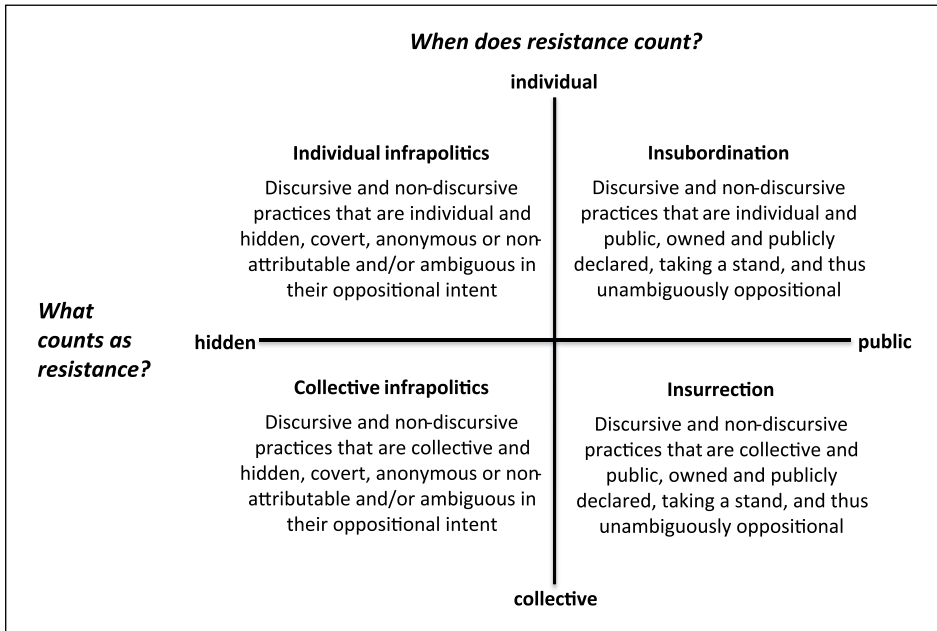 When does resistance count?
individual
Individual infrapolitics
Discursive and non-discursive
practices that are individual and
hidden, covert, anonymous or non-
attributable and/or ambiguous in
their oppositional intent
Insubordination
Discursive and non-discursive
practices that are individual and
public, owned and publicly
declared, taking a stand, and thus
unambiguously oppositional
What
counts as
resistance?
hidden
public
Collective infrapolitics
Discursive and non-discursive
practices that are collective and
hidden, covert, anonymous or non-
attributable and/or ambiguous in
their oppositional intent
Insurrection
Discursive and non-discursive
practices that are collective and
public, owned and publicly
declared, taking a stand, and thus
unambiguously oppositional
collective